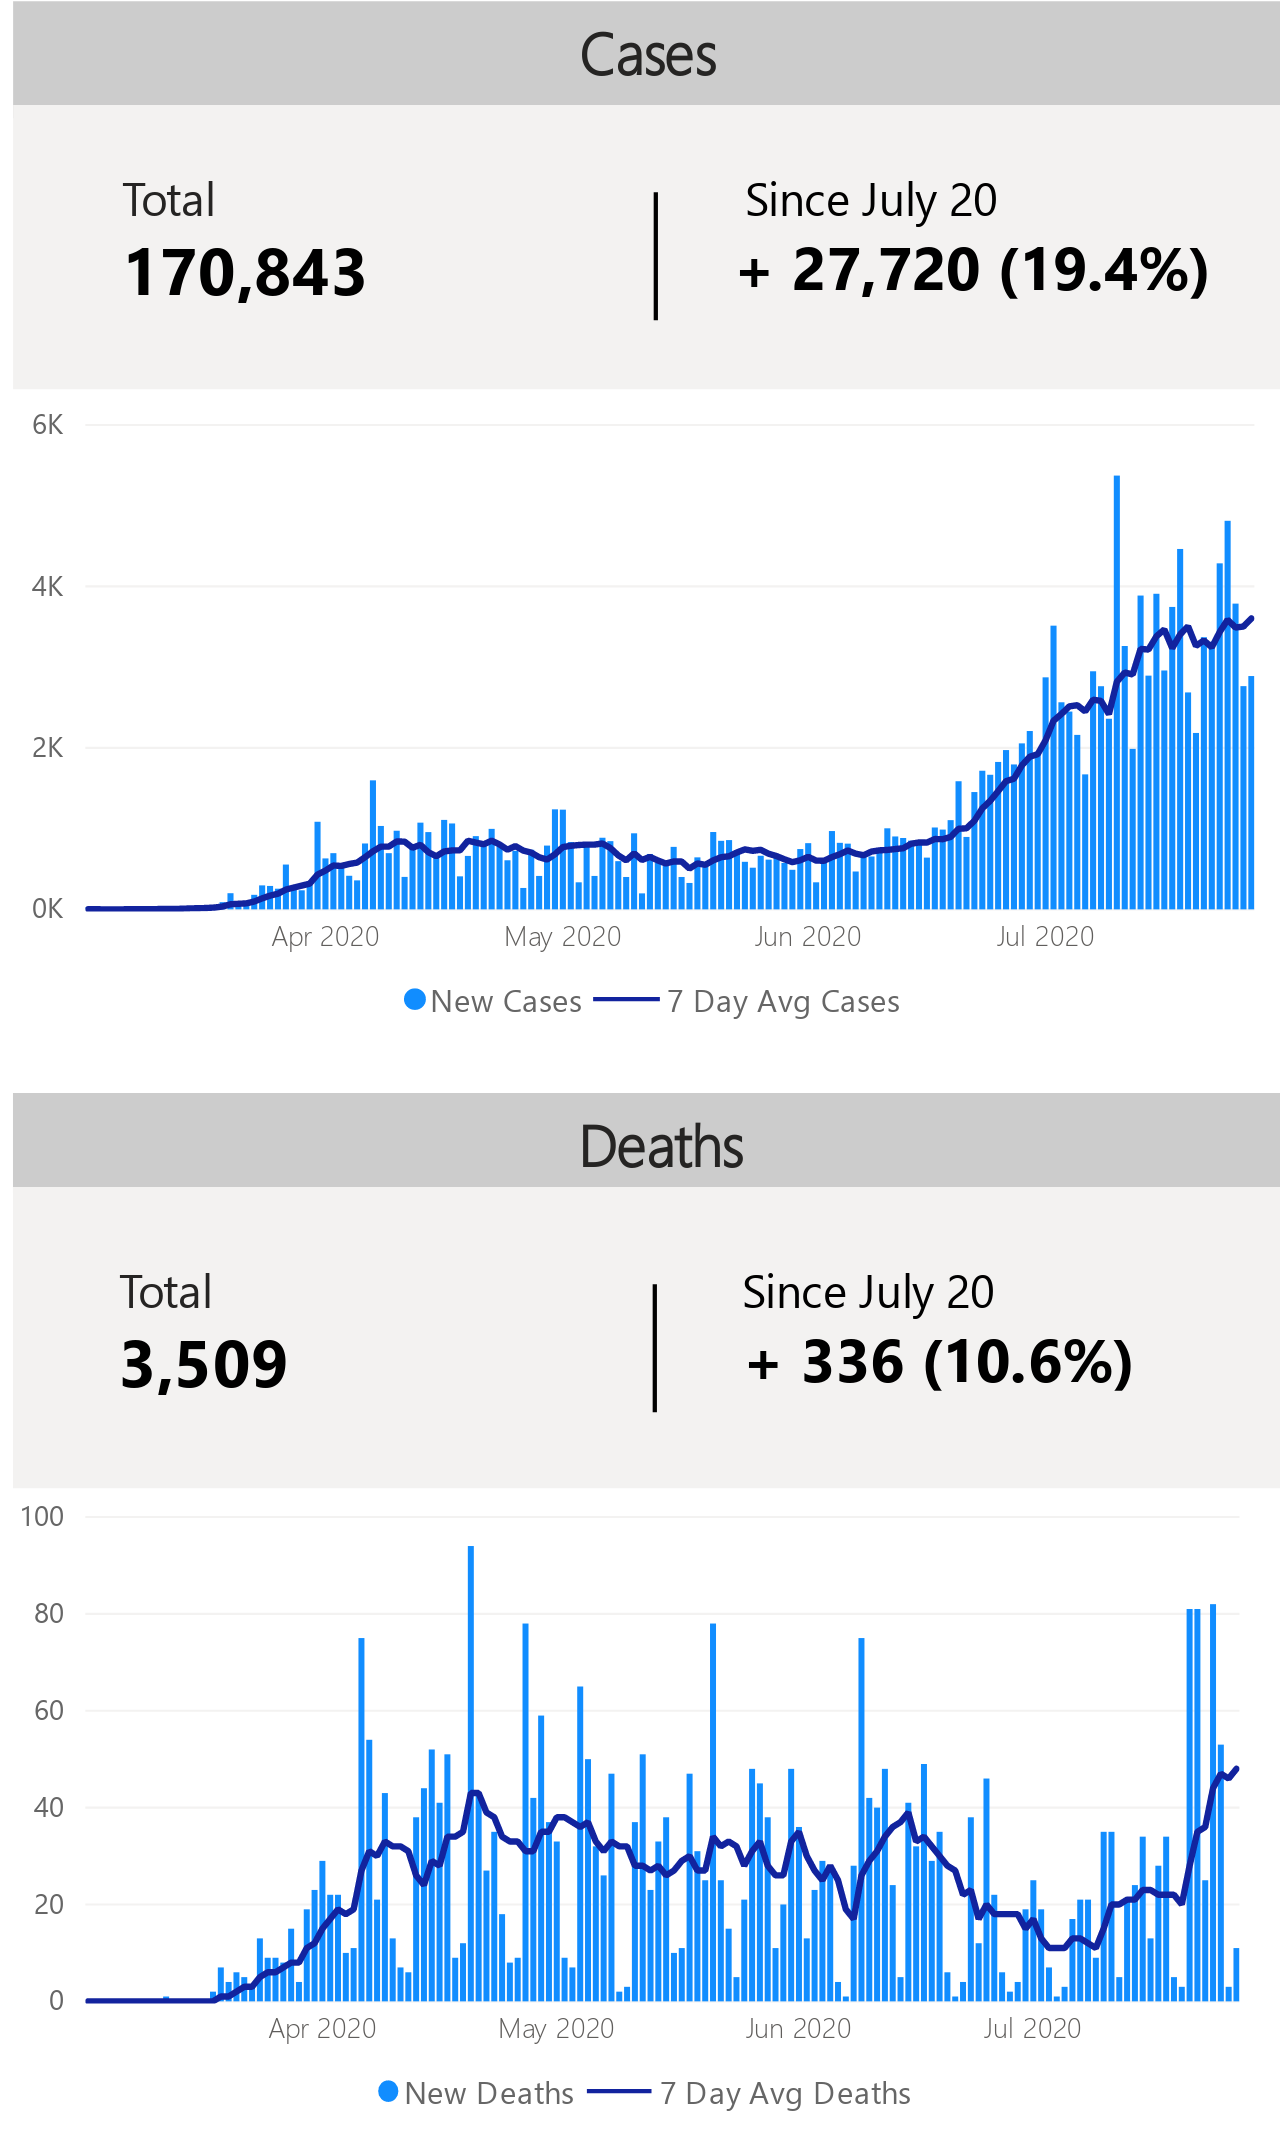 Cases
Total
Since July 20
170,843
+ 27,720 (19.4%)
6K
4K
2K
0K
Apr 2020
May 2020
Jun 2020
Jul 2020
New Cases
7 Day Avg Cases
Deaths
Total
Since July 20
3,509
+ 336 (10.6%)
100
80
60
40
20
0
Apr 2020
May 2020
Jun 2020
Jul 2020
New Deaths
7 Day Avg Deaths